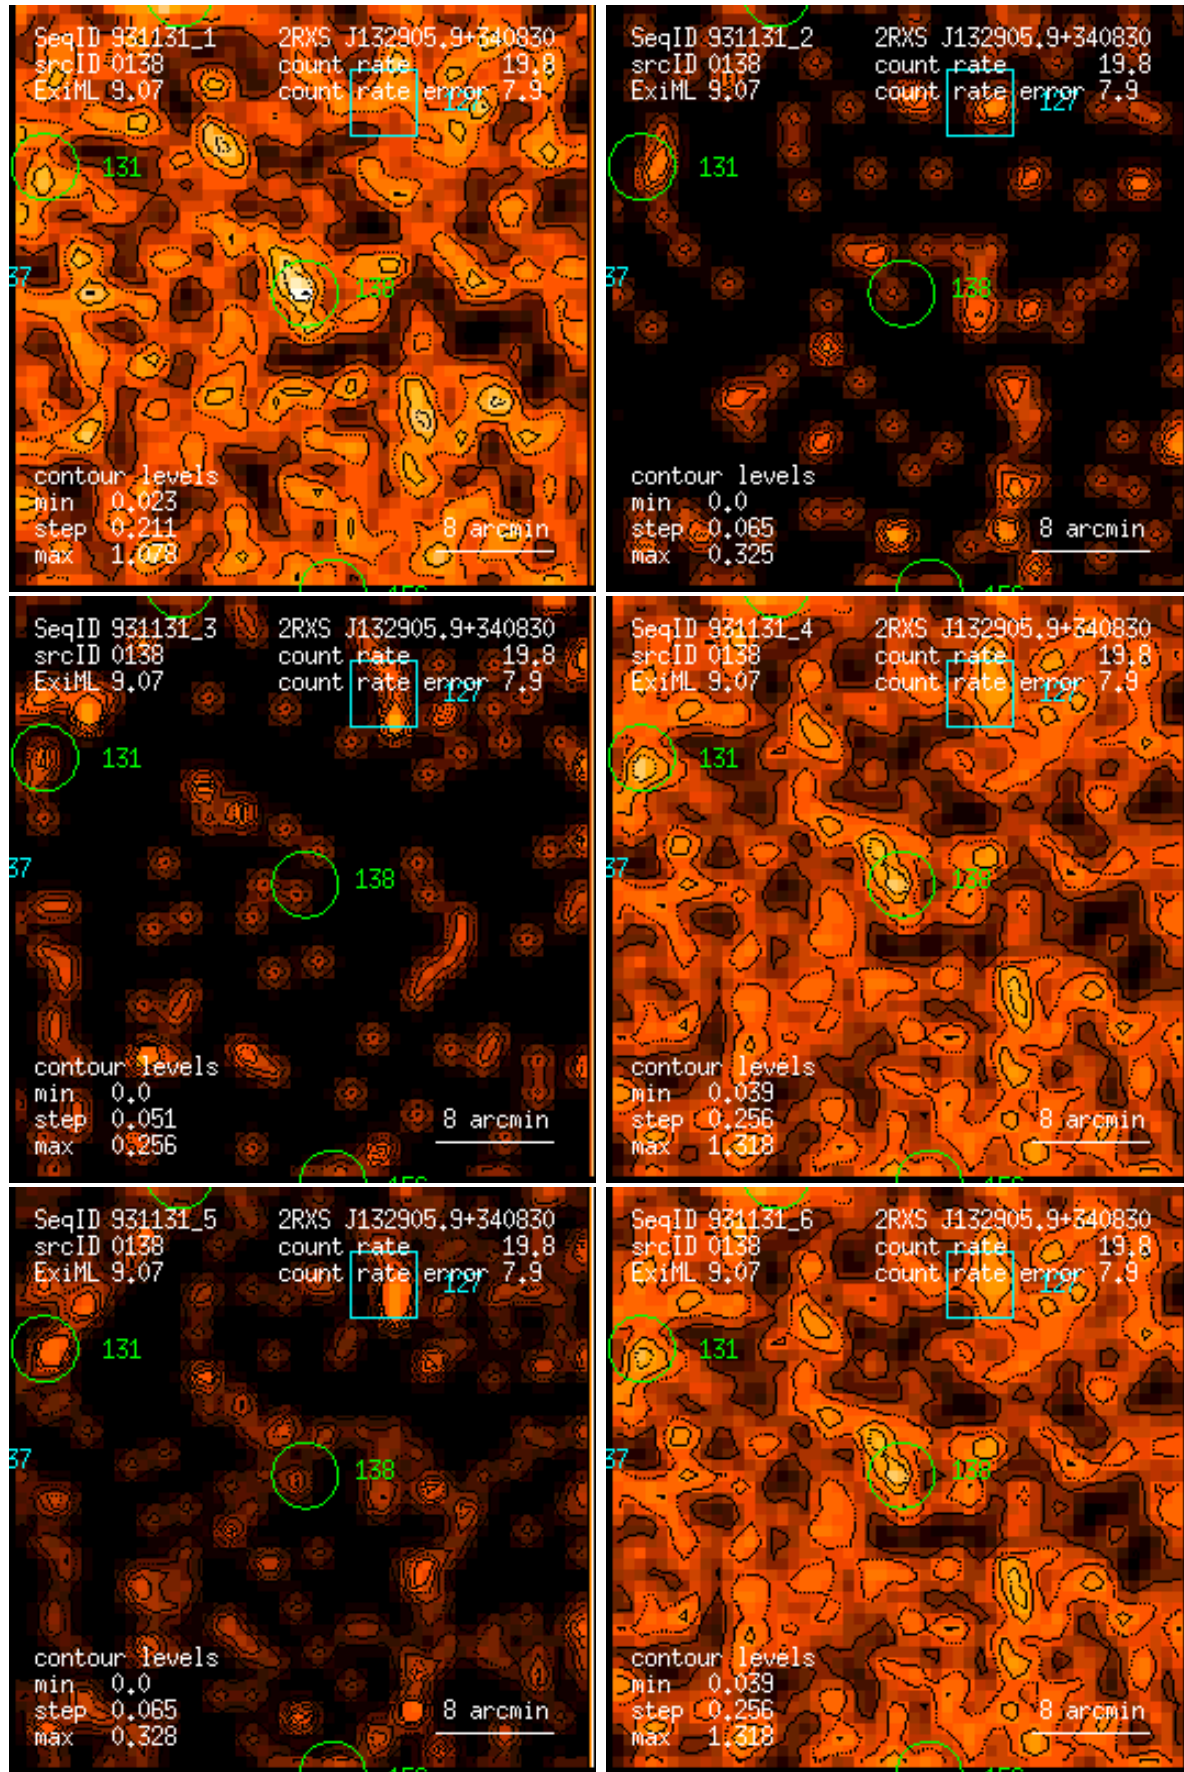 SeqID 931131_1 2RXS J132905.9+340830
srcID 0138 count rate 19.8
ExiML 9.07 count rate error 7.9
127
131
37
138
contour levels
min 0.023
step 0.211
max 1.078
8 arcmin
SeqID 931131_2 2RXS J132905.9+340830
srcID 0138 count rate 19.8
ExiML 9.07 count rate error 7.9
127
131
37
138
contour levels
min 0.0
step 0.065
max 0.325
8 arcmin
SeqID 931131_3 2RXS J132905.9+340830
srcID 0138 count rate 19.8
ExiML 9.07 count rate error 7.9
127
131
37
138
contour levels
min 0.0
step 0.051
max 0.256
8 arcmin
SeqID 931131_4 2RXS J132905.9+340830
srcID 0138 count rate 19.8
ExiML 9.07 count rate error 7.9
127
131
37
138
contour levels
min 0.039
step 0.256
max 1.318
8 arcmin
SeqID 931131_5 2RXS J132905.9+340830
srcID 0138 count rate 19.8
ExiML 9.07 count rate error 7.9
127
131
37
138
contour levels
min 0.0
step 0.065
max 0.328
8 arcmin
SeqID 931131_6 2RXS J132905.9+340830
srcID 0138 count rate 19.8
ExiML 9.07 count rate error 7.9
127
131
37
138
contour levels
min 0.039
step 0.256
max 1.318
8 arcmin